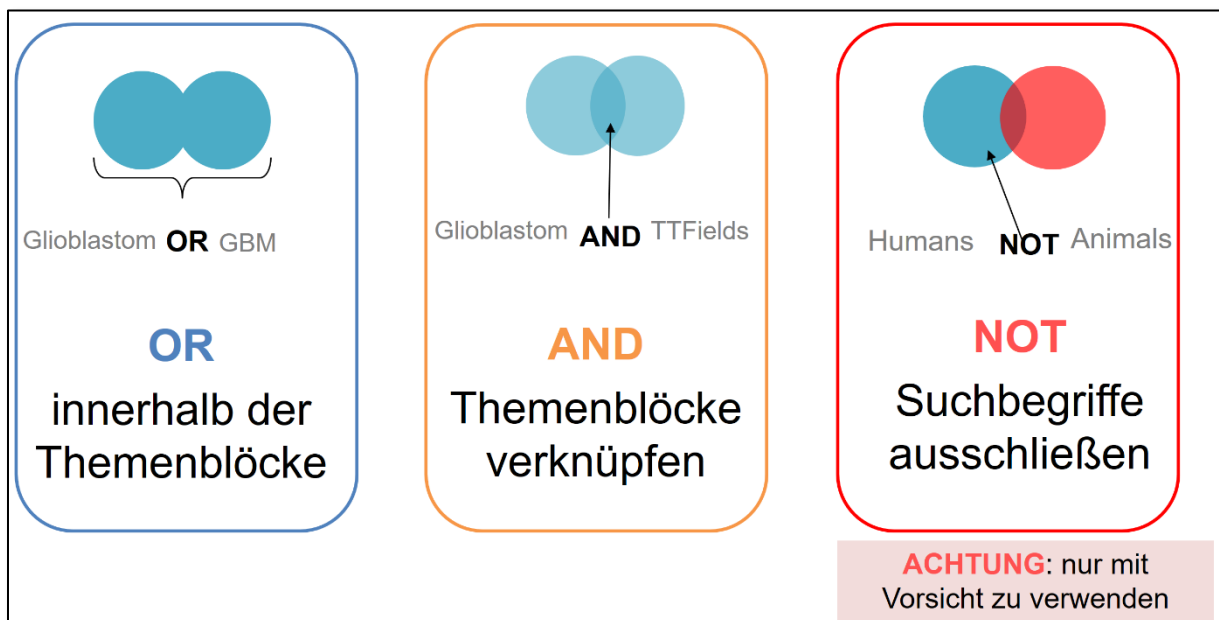 Glioblastom OR GBM
OR
innerhalb der
Themenblöcke
Glioblastom AND TTFields
AND
Themenblöcke
verknüpfen
Humans NOT Animals
NOT
Suchbegriffe
ausschließen
ACHTUNG: nur mit
Vorsicht zu verwenden